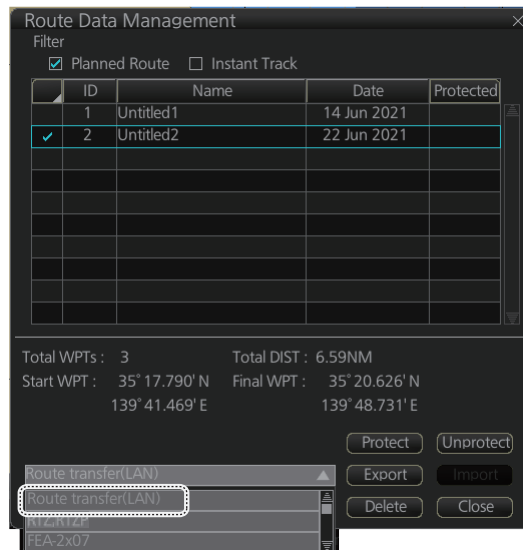 Route Data Management
Filter
Planned Route Instant Track
ID Name Date Protected
1 Untitled1 14 Jun 2021
2 Untitled2 22 Jun 2021
Total WPTs : 3 Total DIST : 6.59NM
Start WPT : 35°17.790' N Final WPT : 35°20.626' N
139°41.469' E 139°48.731' E
Protect Unprotect
Route transfer(LAN) Export Import
Route transfer(LAN) Delete Close
RTZ,RTZP
FEA-2x07